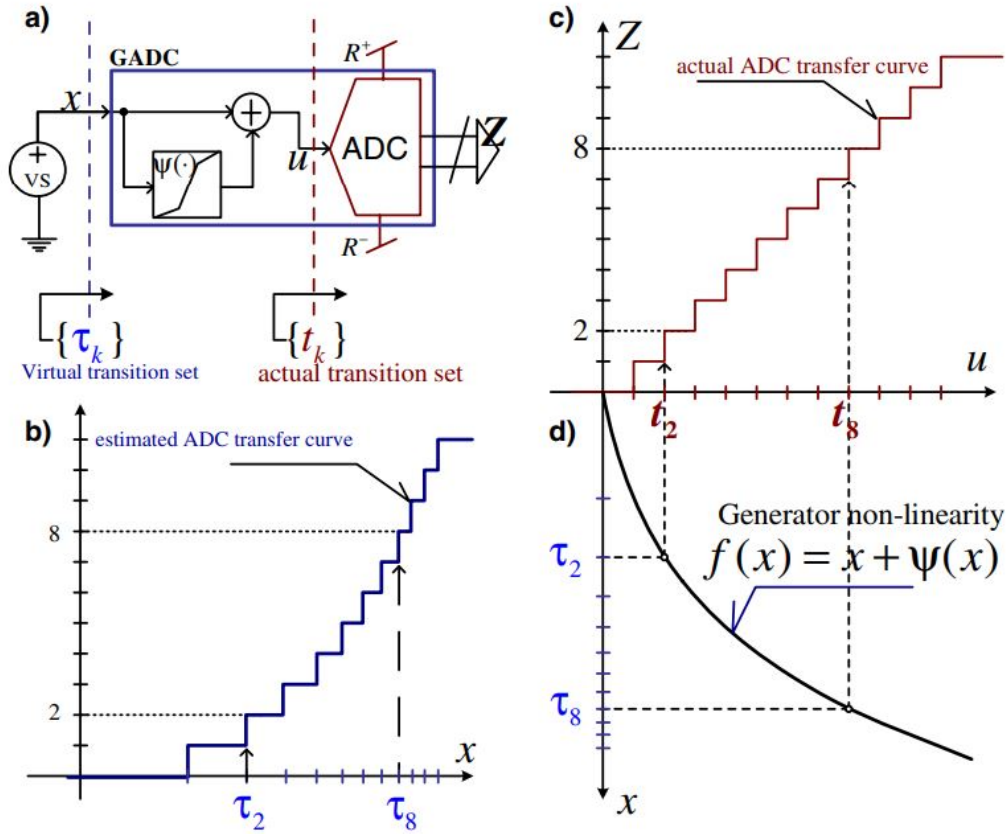 a)
GADC
x
+
VS
ψ(·)
+
u
R⁺
ADC
R⁻
Z
{τₖ}
Virtual transition set
{tₖ}
actual transition set
b)
estimated ADC transfer curve
8
2
x
τ₂
τ₈
c)
Z
actual ADC transfer curve
8
2
u
t₂
t₈
d)
Generator non-linearity
f(x) = x + ψ(x)
τ₂
τ₈
x